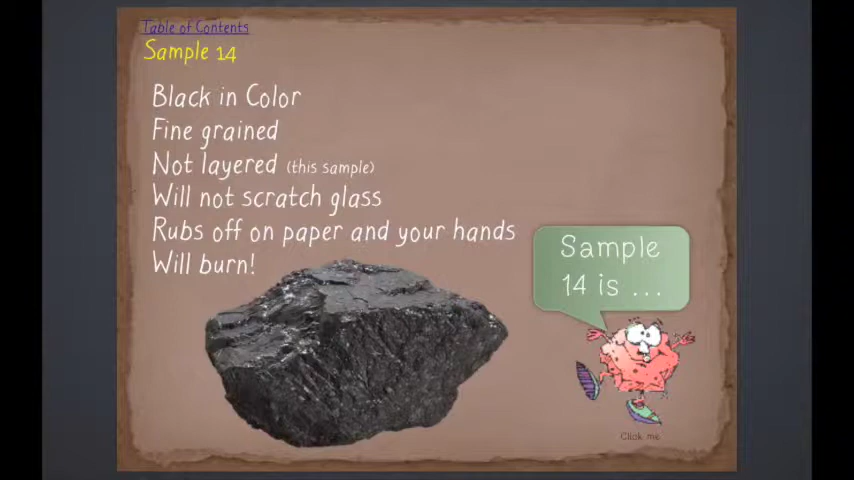 Table of Contents
Sample 14
Black in Color
Fine grained
Not layered (this sample)
Will not scratch glass
Rubs off on paper and your hands
Will burn!
Sample
14 is ...
Click me